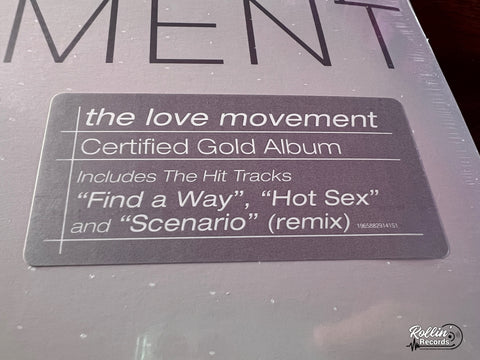 MENT
the love movement
Certified Gold Album
Includes The Hit Tracks
“Find a Way”, “Hot Sex”
and “Scenario” (remix) 19658829141S1
Rollin'
Records